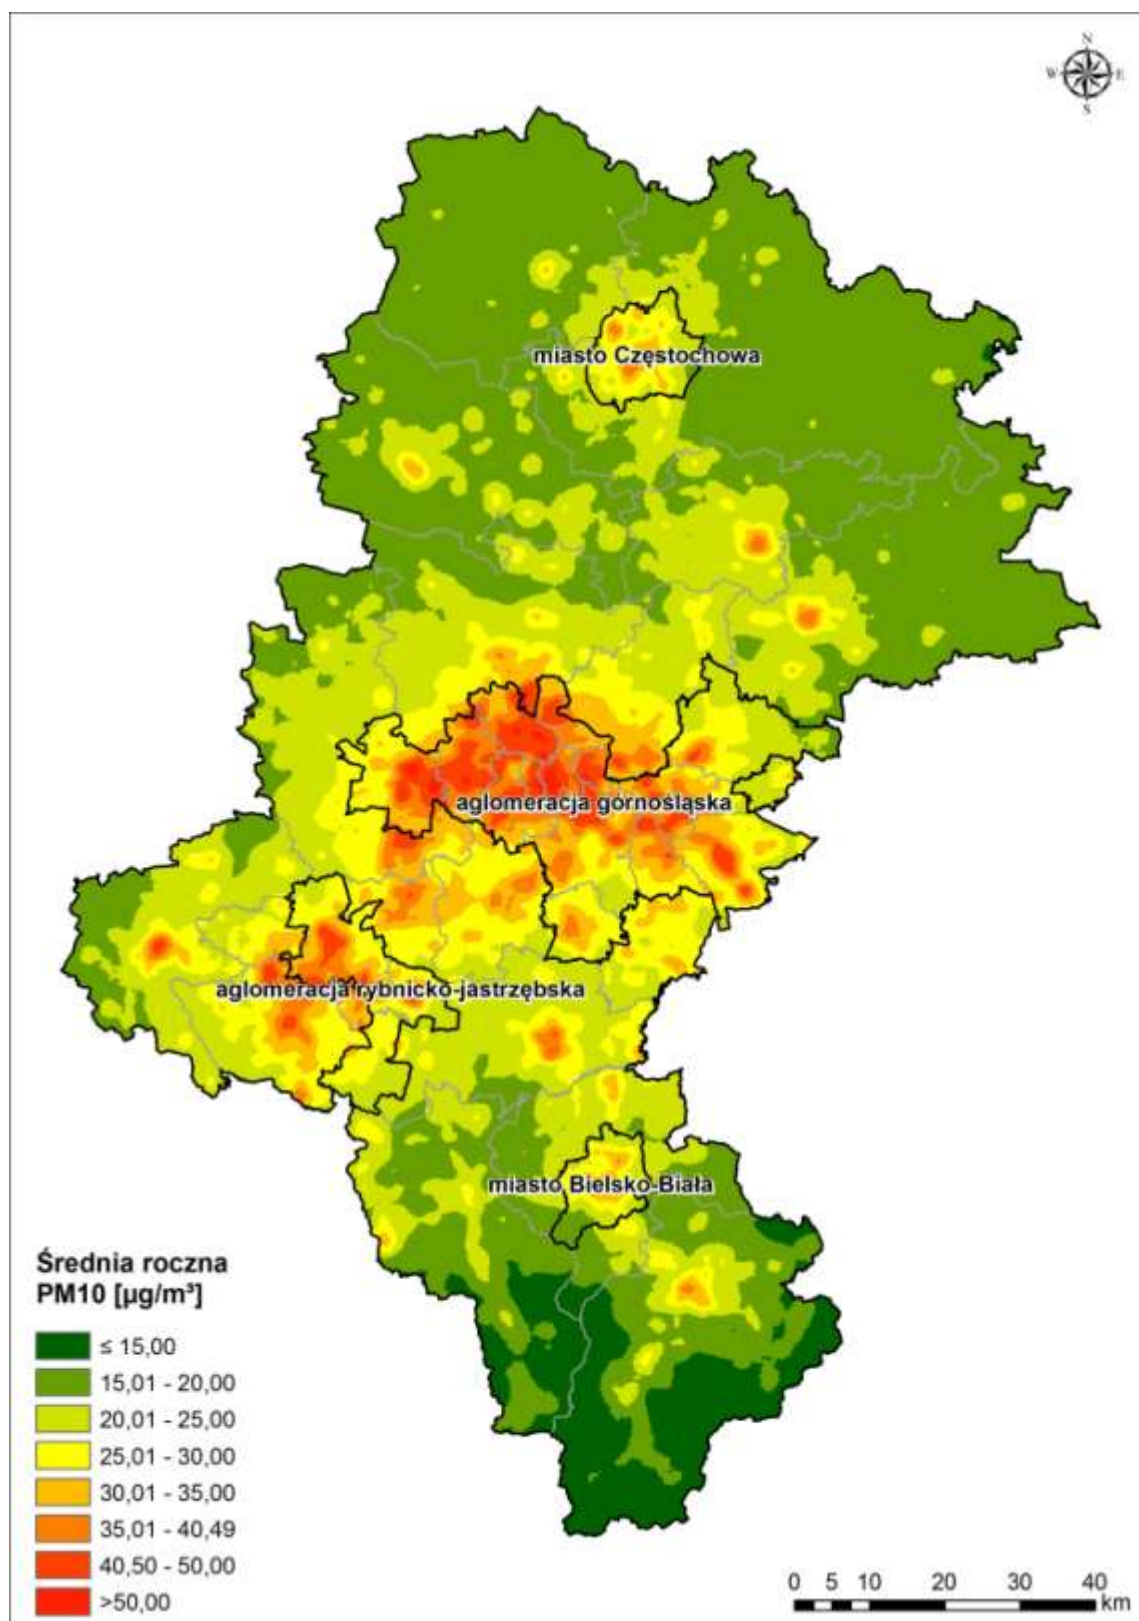 N
W E
S
miasto Częstochowa
aglomeracja górnośląska
aglomeracja rybnicko-jastrzębska
miasto Bielsko-Biała
Średnia roczna
PM10 [µg/m³]
≤ 15,00
15,01 - 20,00
20,01 - 25,00
25,01 - 30,00
30,01 - 35,00
35,01 - 40,49
40,50 - 50,00
>50,00
0 5 10 20 30 40
km